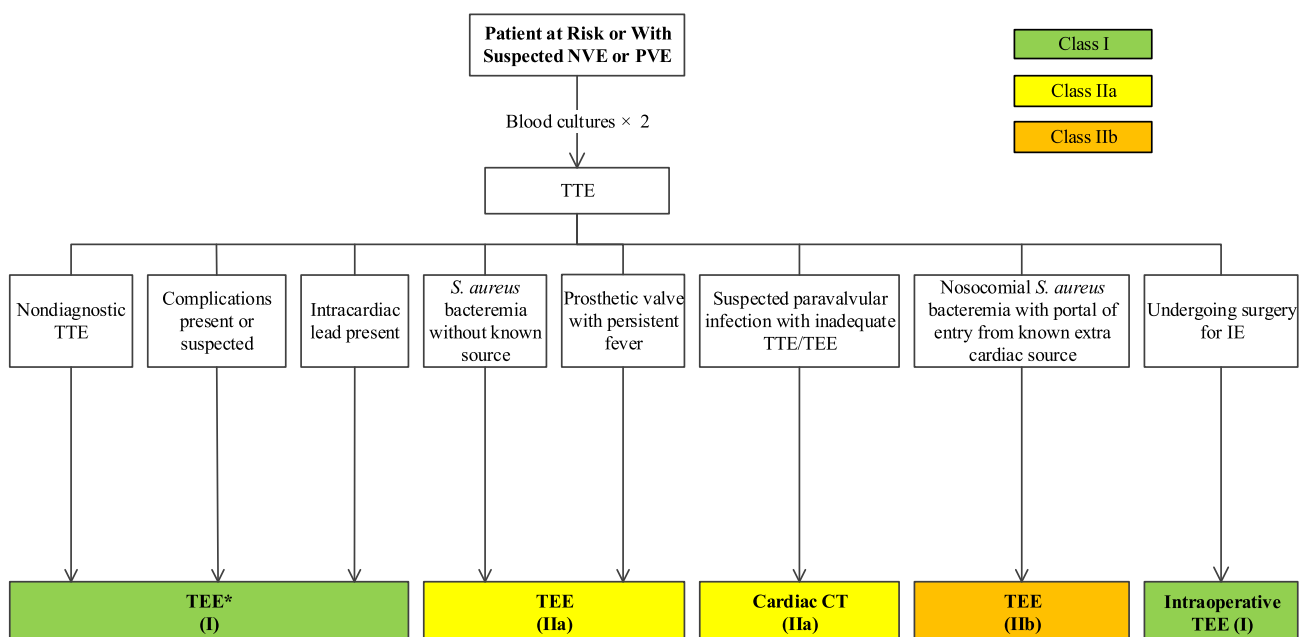 Patient at Risk or With
Suspected NVE or PVE
Class I
Class IIa
Class IIb
Blood cultures × 2
TTE
Nondiagnostic
TTE
Complications
present or
suspected
Intracardiac
lead present
S. aureus
bacteremia
without known
source
Prosthetic valve
with persistent
fever
Suspected paravalvular
infection with inadequate
TTE/TEE
Nosocomial S. aureus
bacteremia with portal of
entry from known extra
cardiac source
Undergoing surgery
for IE
TEE*
(I)
TEE
(IIa)
Cardiac CT
(IIa)
TEE
(IIb)
Intraoperative
TEE (I)